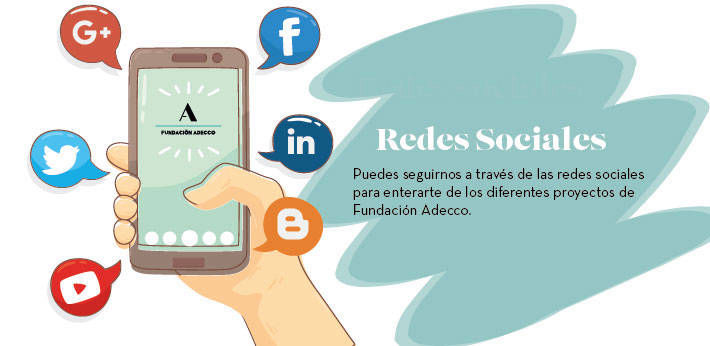 G+
f
A
FUNDACIÓN ADECCO
in
Redes Sociales
Puedes seguirnos a través de las redes sociales
para enterarte de los diferentes proyectos de
Fundación Adecco.